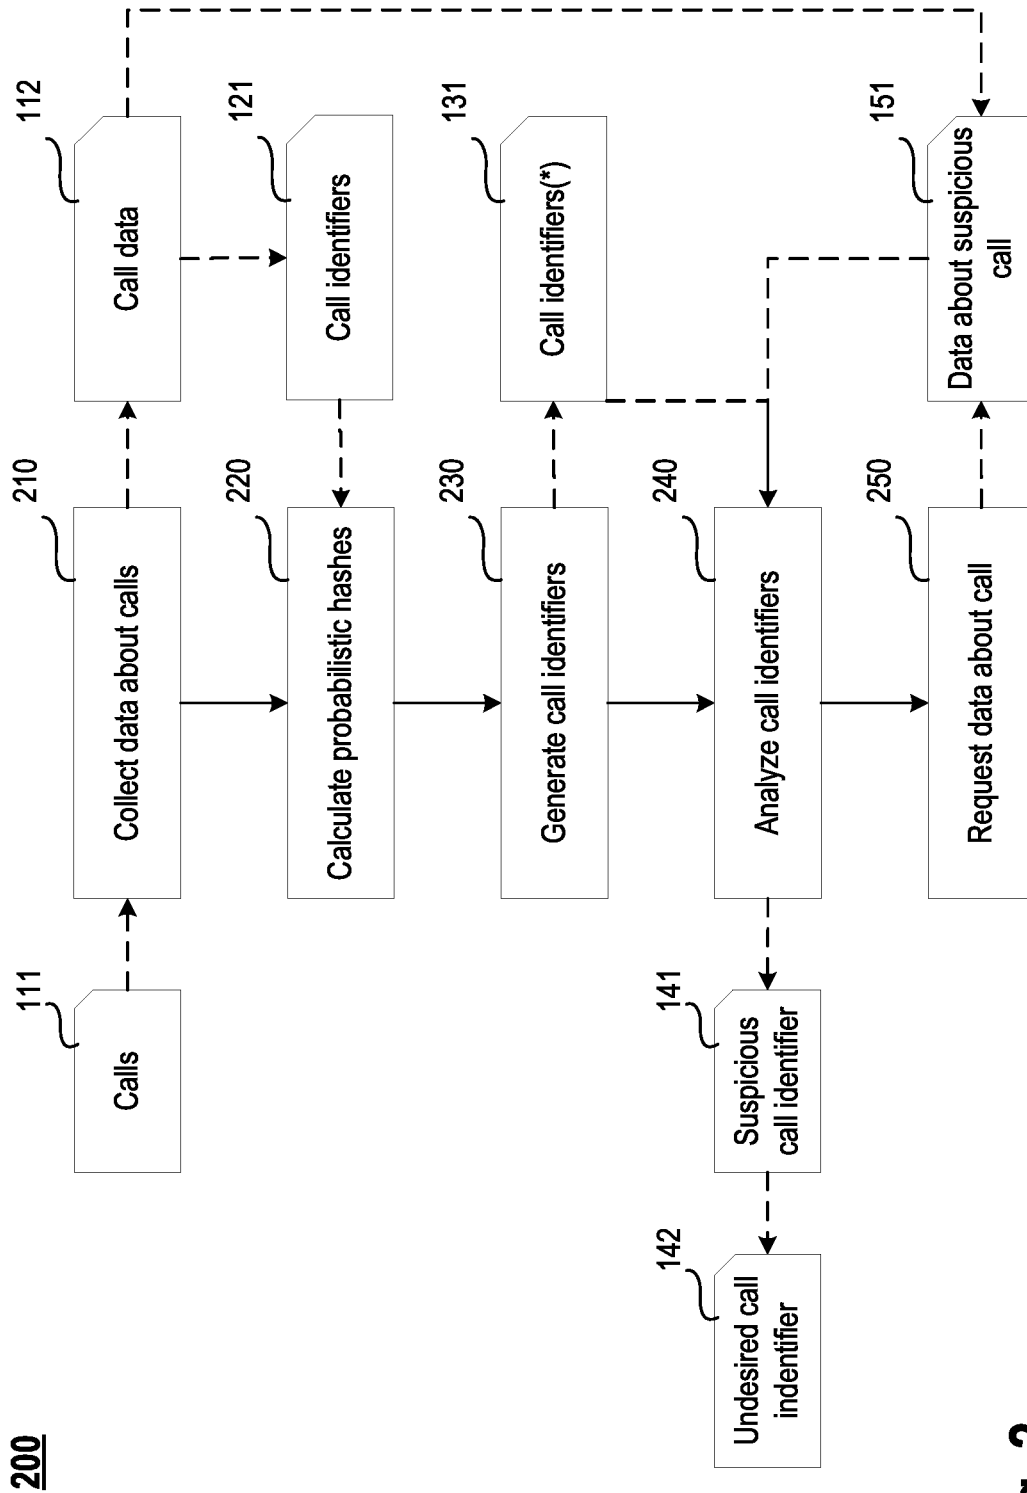 200
111
Calls
210
Collect data about calls
112
Call data
220
Calculate probabilistic hashes
121
Call identifiers
230
Generate call identifiers
131
Call identifiers(*)
142
Undesired call
indentifier
141
Suspicious
call identifier
240
Analyze call identifiers
250
Request data about call
151
Data about suspicious
call